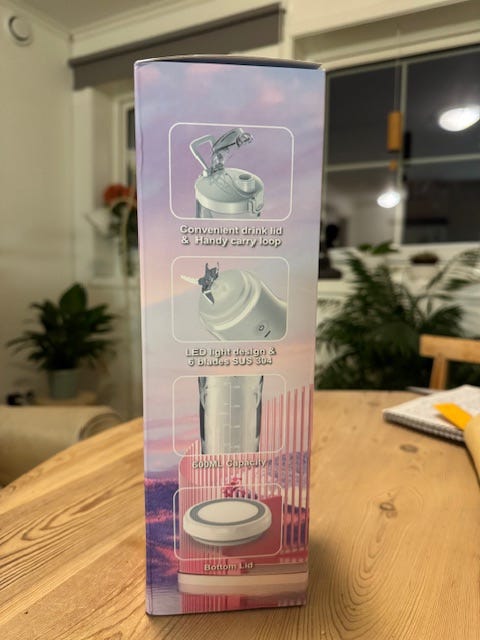 Convenient drink lid
& Handy carry loop
LED light design &
6 blades SUS 304
600ML Capacity
Bottom Lid